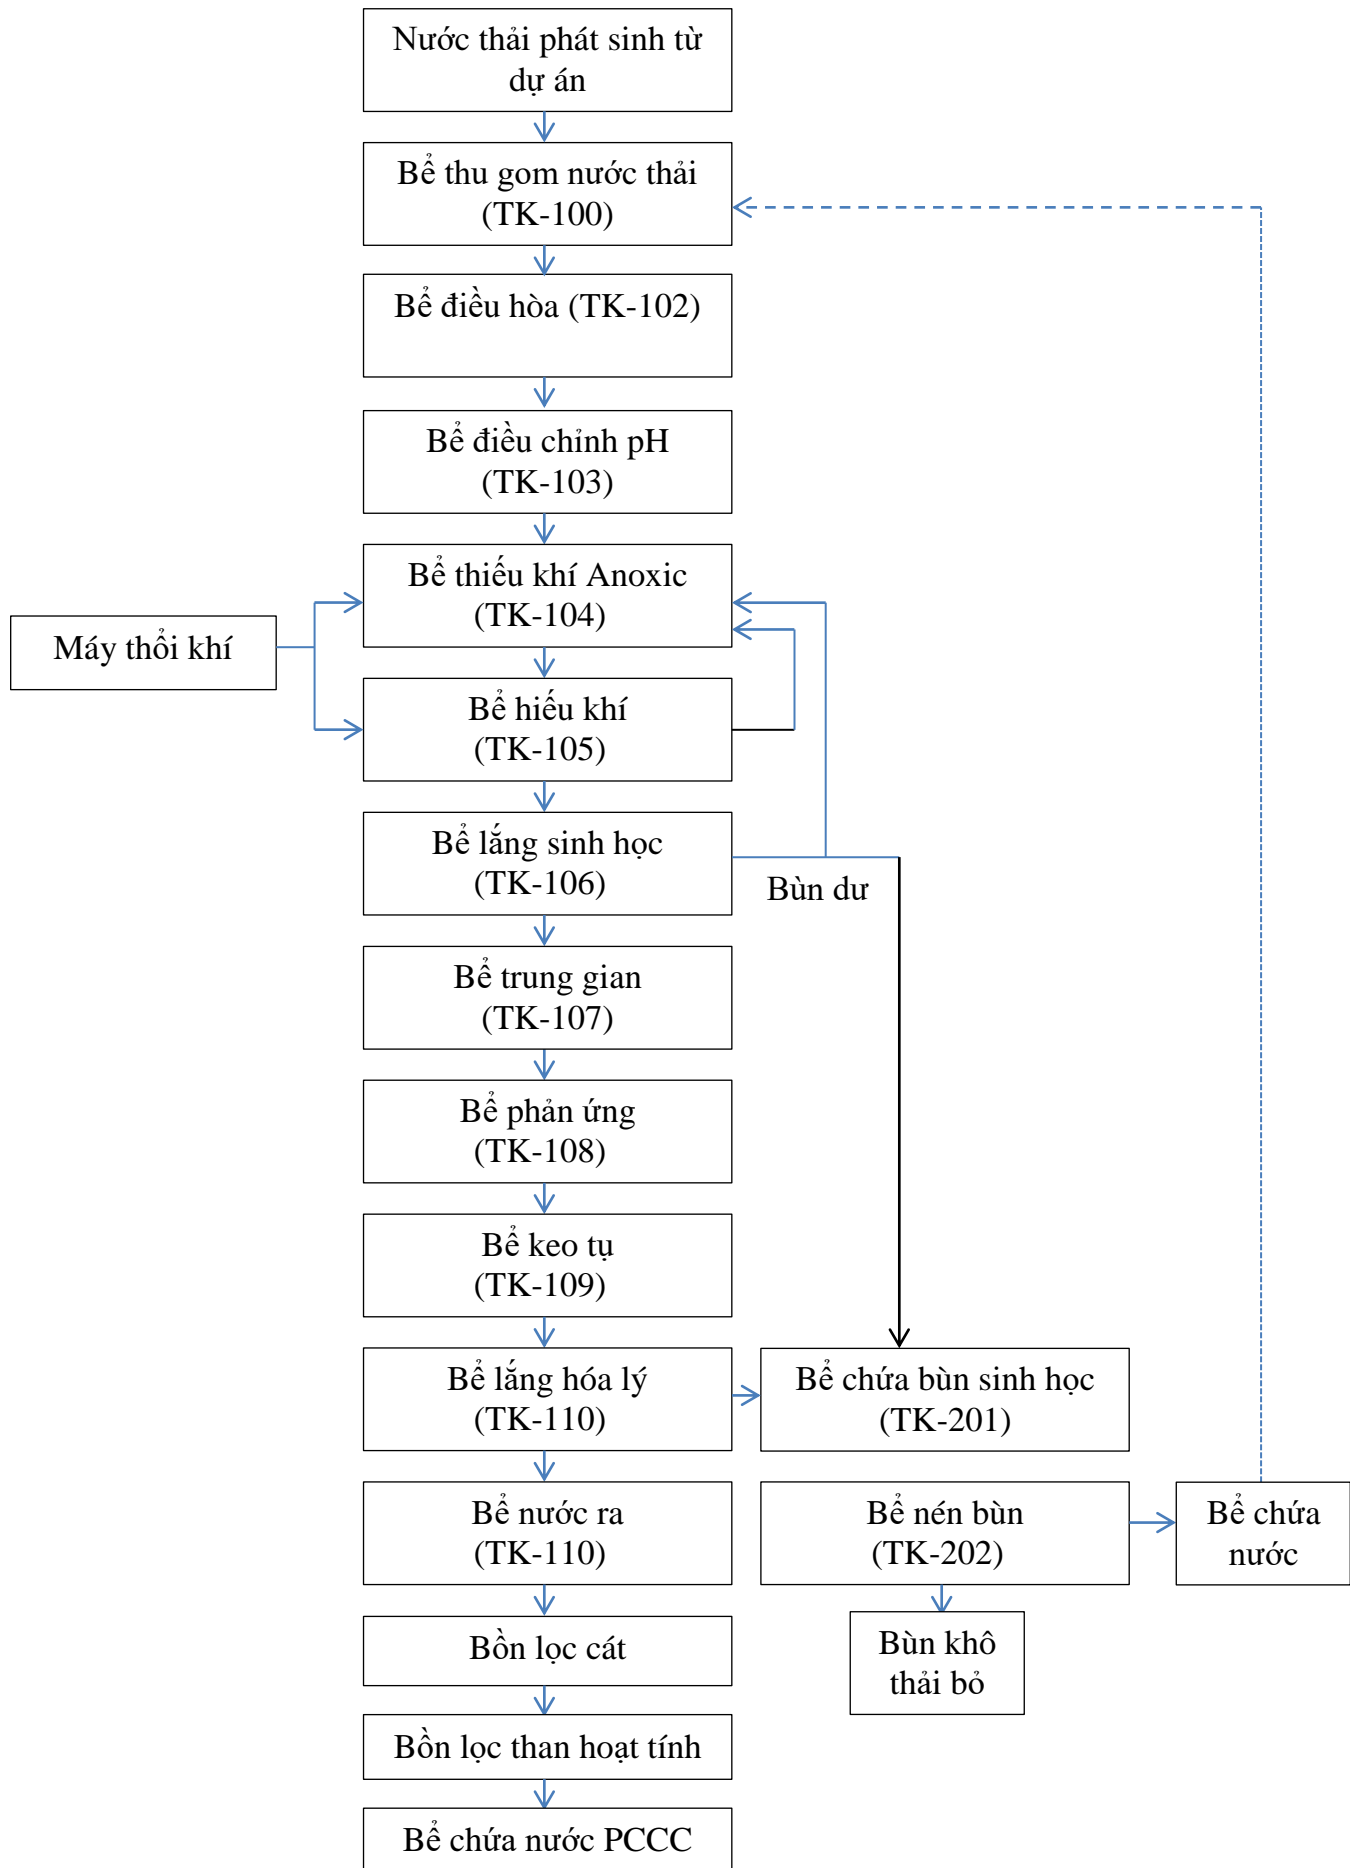 Nước thải phát sinh từ
dự án
Bể thu gom nước thải
(TK-100)
Bể điều hòa (TK-102)
Bể điều chỉnh pH
(TK-103)
Bể thiếu khí Anoxic
(TK-104)
Máy thổi khí
Bể hiếu khí
(TK-105)
Bể lắng sinh học
(TK-106)
Bùn dư
Bể trung gian
(TK-107)
Bể phản ứng
(TK-108)
Bể keo tụ
(TK-109)
Bể lắng hóa lý
(TK-110)
Bể chứa bùn sinh học
(TK-201)
Bể nước ra
(TK-110)
Bể nén bùn
(TK-202)
Bể chứa
nước
Bồn lọc cát
Bùn khô
thải bỏ
Bồn lọc than hoạt tính
Bể chứa nước PCCC